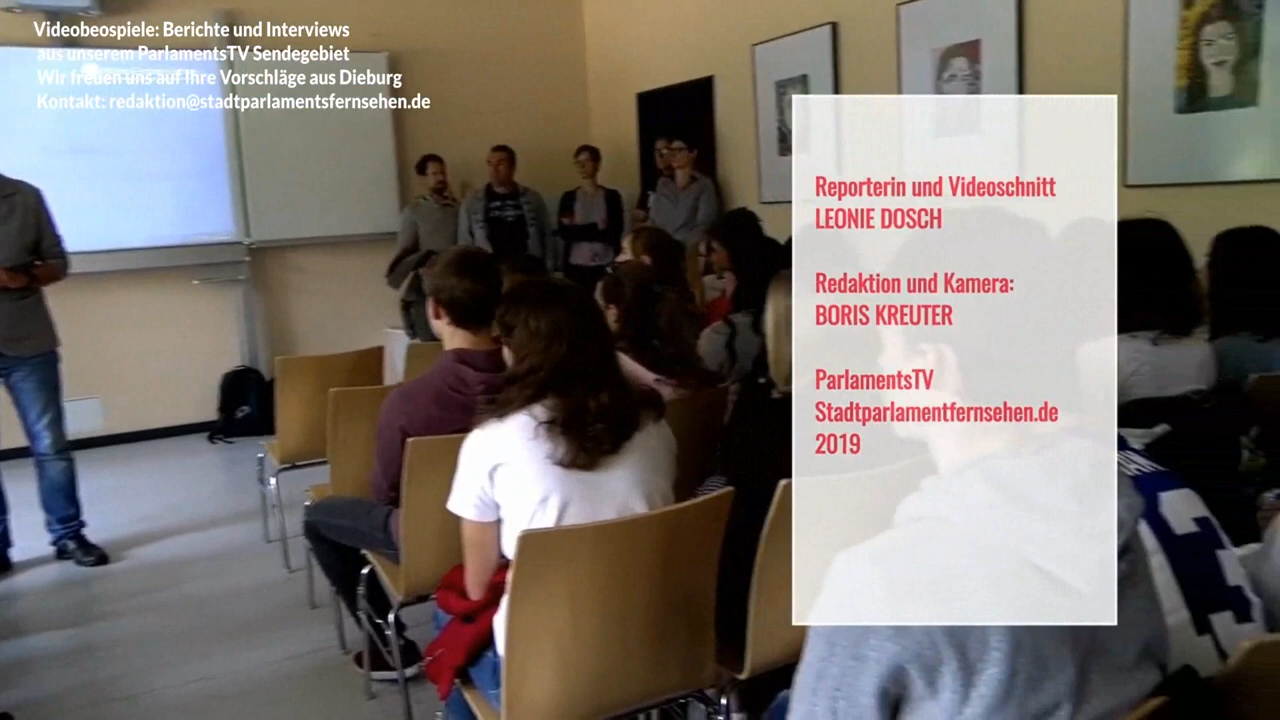 Videobeospiele: Berichte und Interviews
aus unserem ParlamentsTV Sendegebiet
Wir freuen uns auf Ihre Vorschläge aus Dieburg
Kontakt: redaktion@stadtparlamentsfernsehen.de
Reporterin und Videoschnitt
LEONIE DOSCH
Redaktion und Kamera:
BORIS KREUTER
ParlamentsTV
Stadtparlamentfernsehen.de
2019